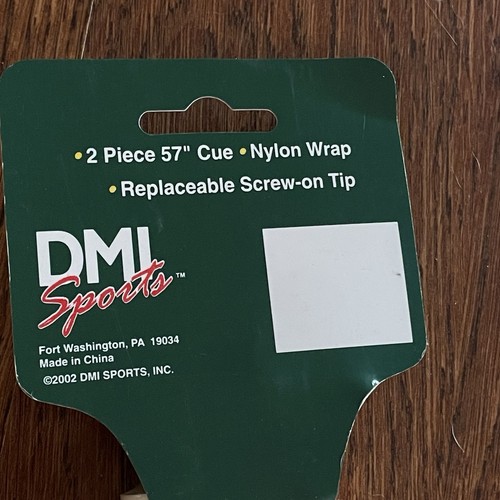 • 2 Piece 57" Cue • Nylon Wrap
• Replaceable Screw-on Tip
DMI
Sports™
Fort Washington, PA 19034
Made in China
©2002 DMI SPORTS, INC.